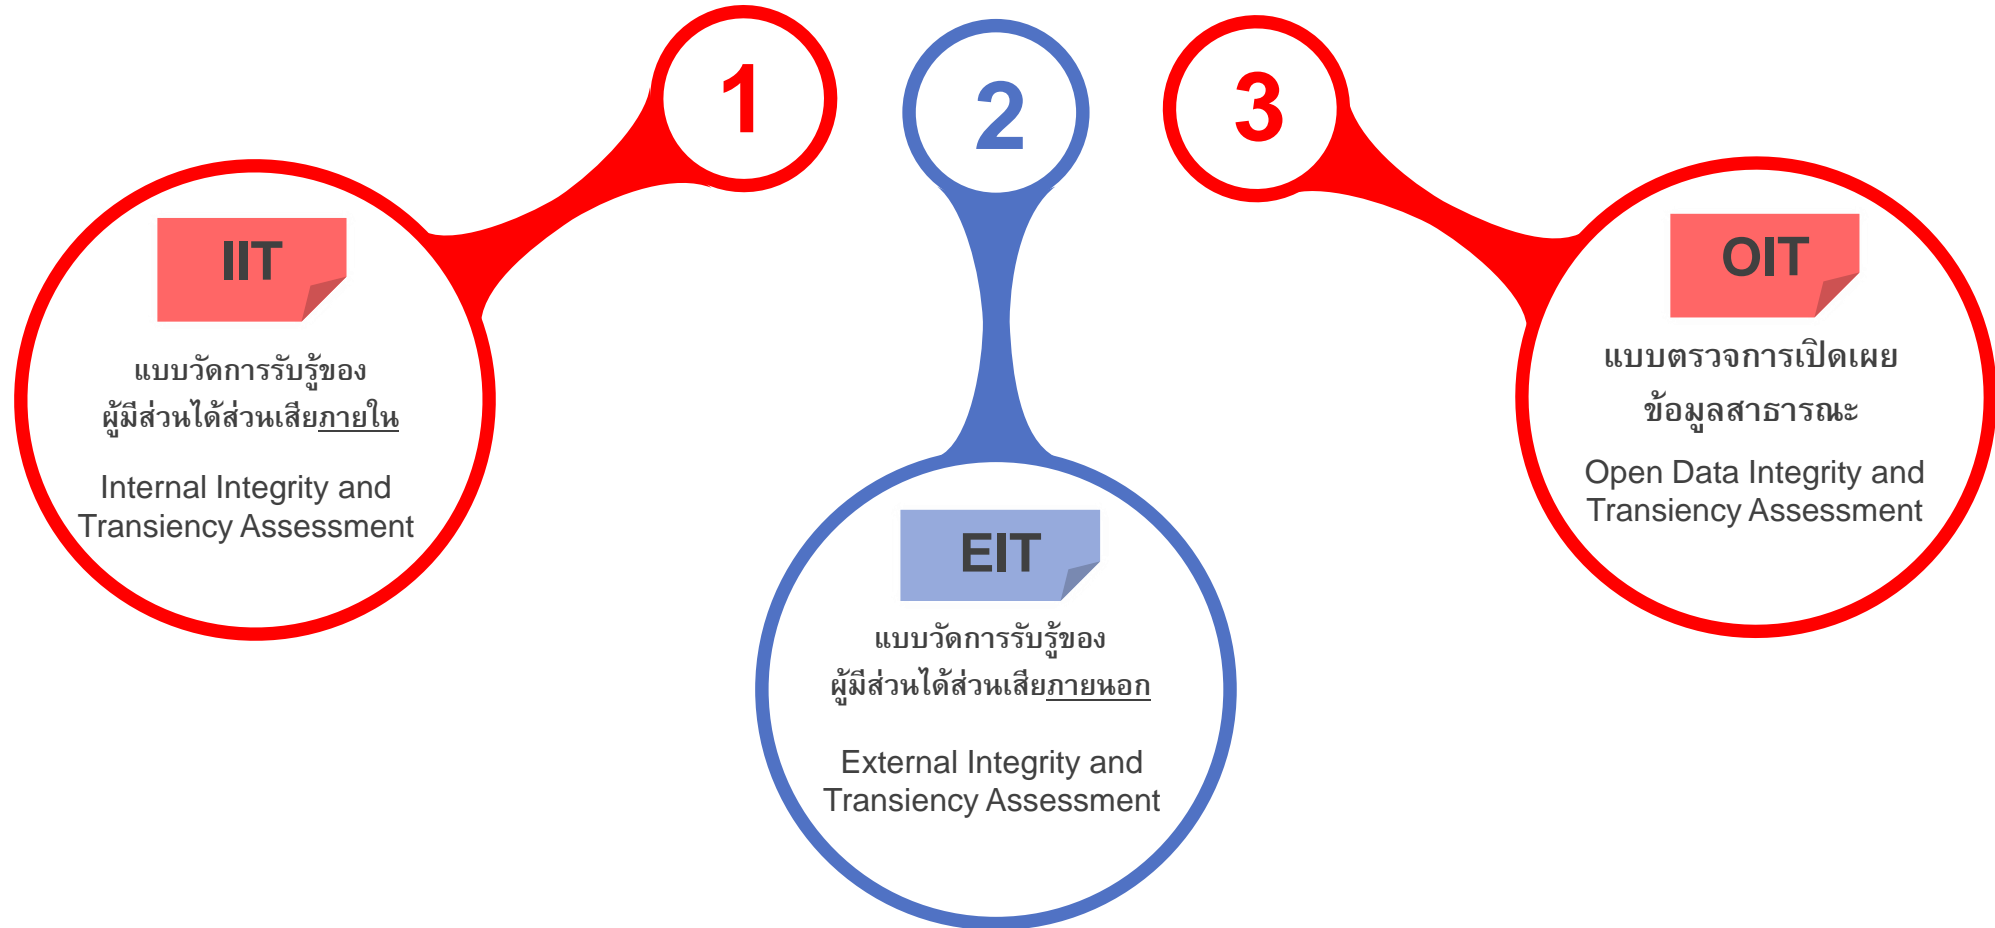 1
IIT
แบบวัดการรับรู้ของ
ผู้มีส่วนได้ส่วนเสียภายใน
Internal Integrity and
Transiency Assessment
2
EIT
แบบวัดการรับรู้ของ
ผู้มีส่วนได้ส่วนเสียภายนอก
External Integrity and
Transiency Assessment
3
OIT
แบบตรวจการเปิดเผย
ข้อมูลสาธารณะ
Open Data Integrity and
Transiency Assessment